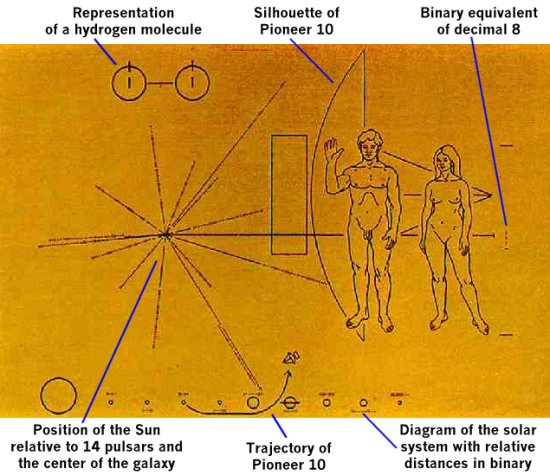 Representation
of a hydrogen molecule
Silhouette of
Pioneer 10
Binary equivalent
of decimal 8
Position of the Sun
relative to 14 pulsars and
the center of the galaxy
Trajectory of
Pioneer 10
Diagram of the solar
system with relative
distances in binary